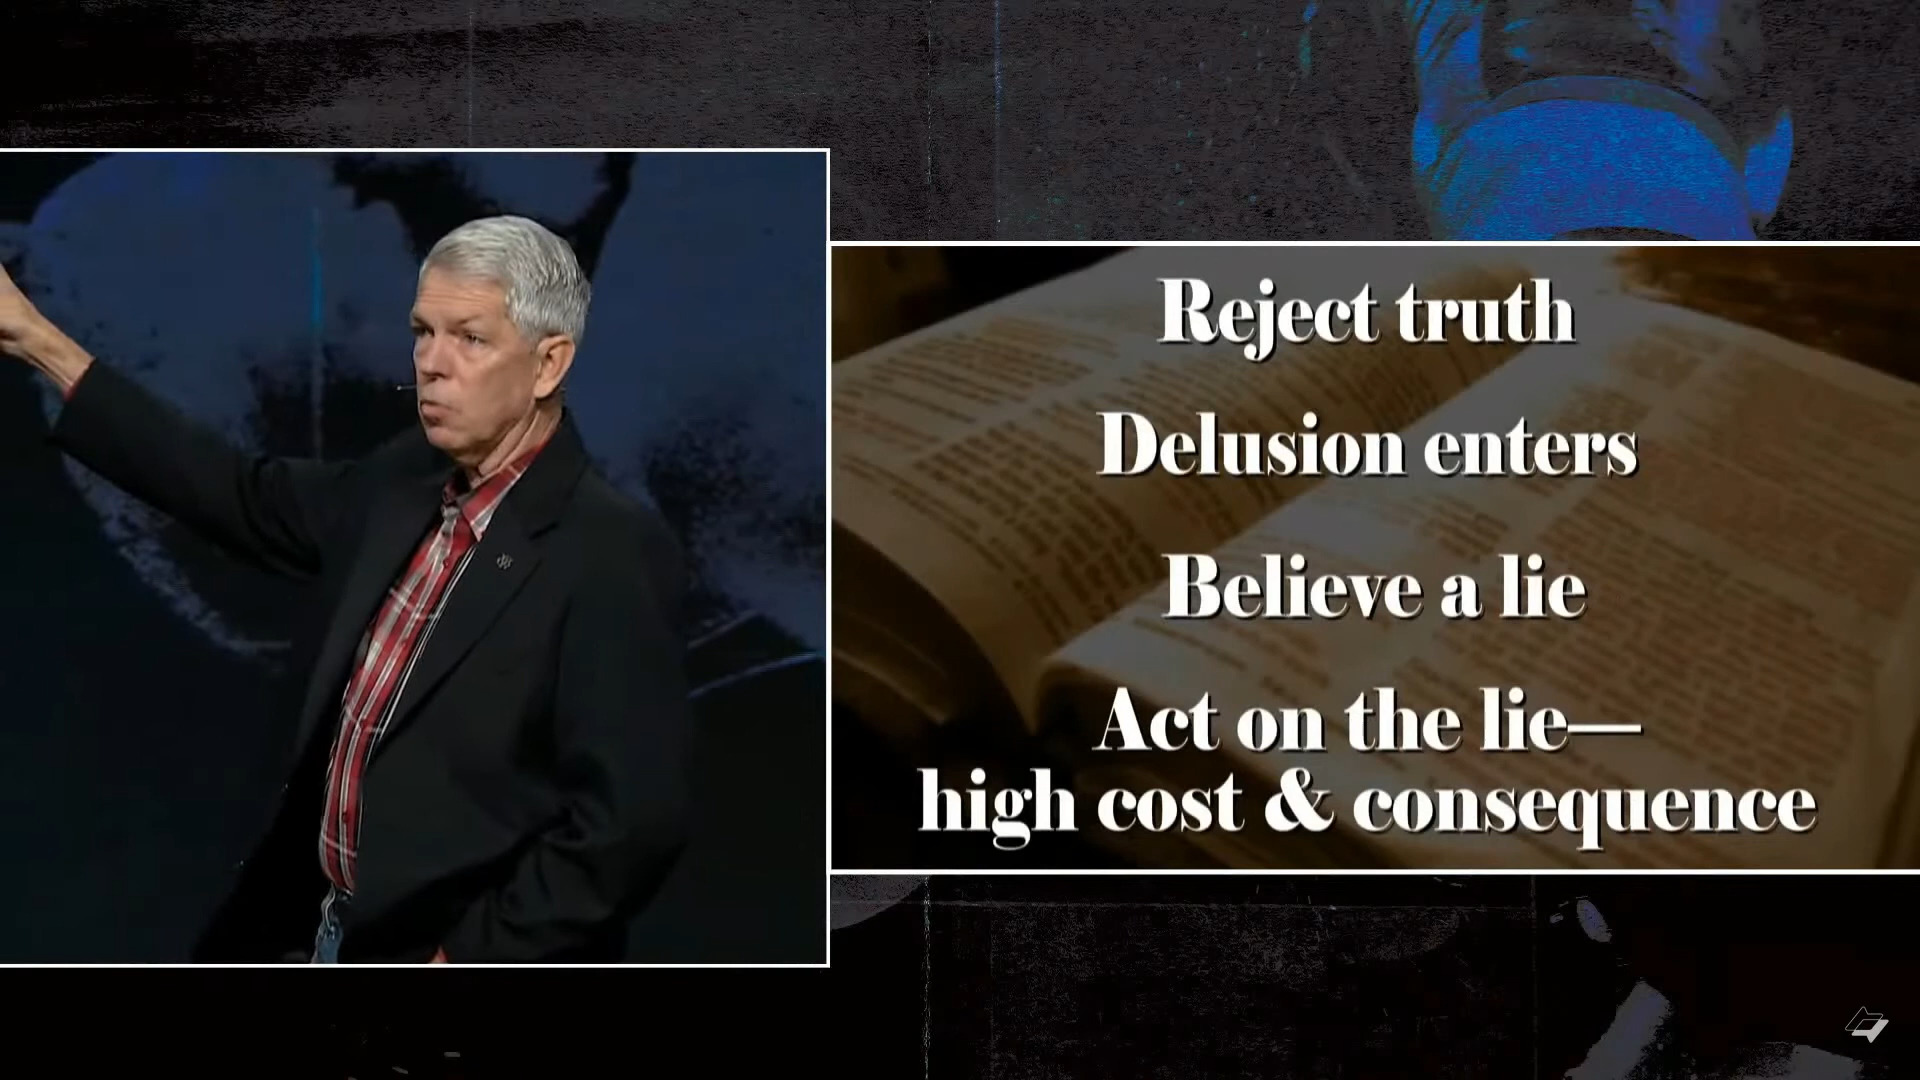 Reject truth
Delusion enters
Believe a lie
Act on the lie—
high cost & consequence